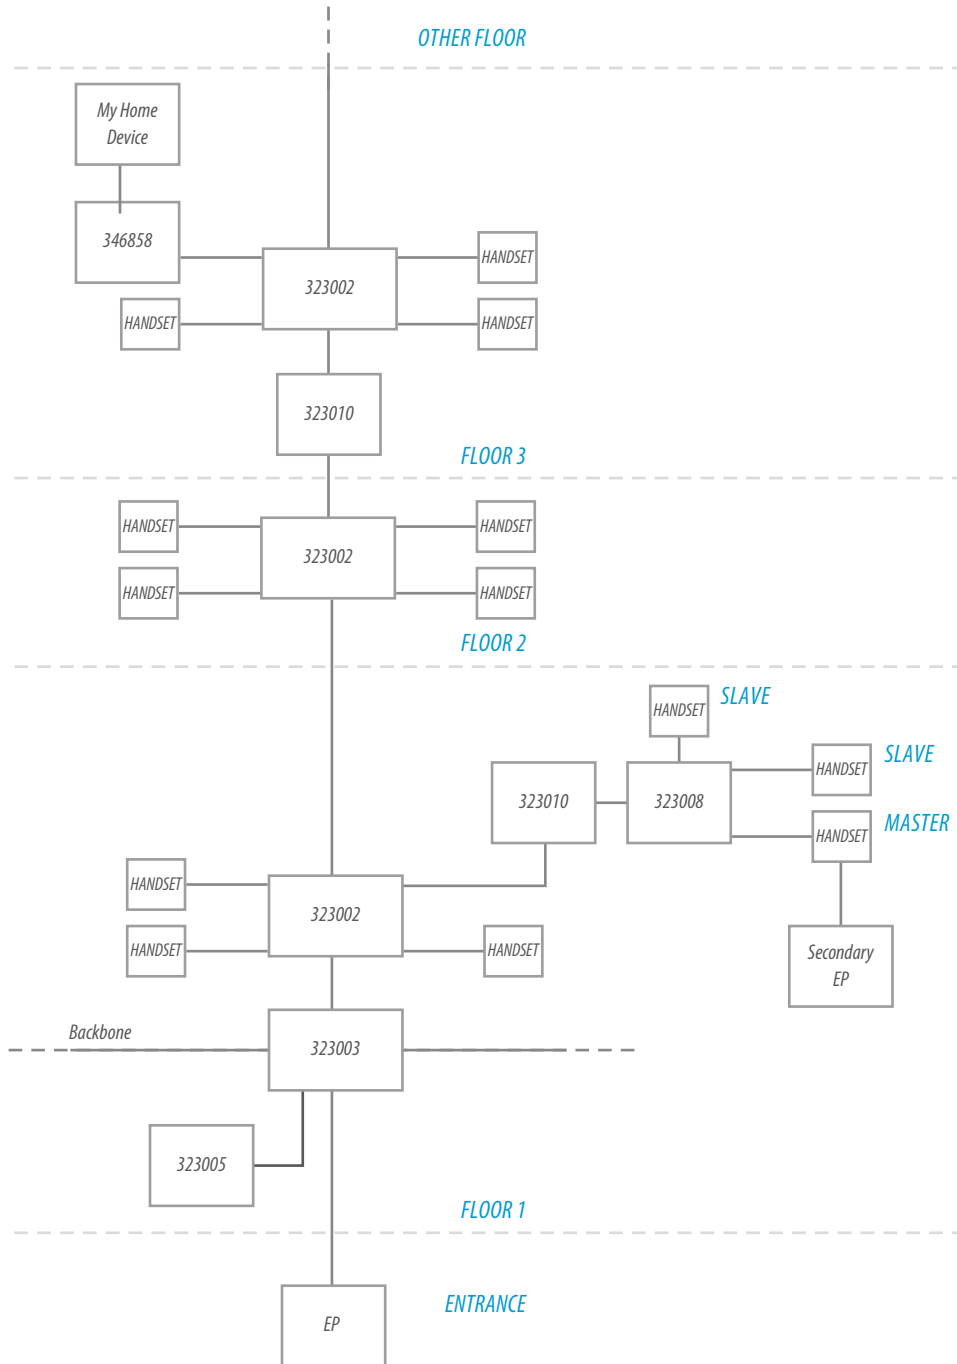 OTHER FLOOR
My Home
Device
346858
323002
HANDSET
HANDSET
HANDSET
323010
FLOOR 3
HANDSET
HANDSET
323002
HANDSET
HANDSET
FLOOR 2
HANDSET
SLAVE
SLAVE
HANDSET
323010
323008
MASTER
HANDSET
HANDSET
323002
HANDSET
HANDSET
Secondary
EP
Backbone
323003
323005
FLOOR 1
ENTRANCE
EP